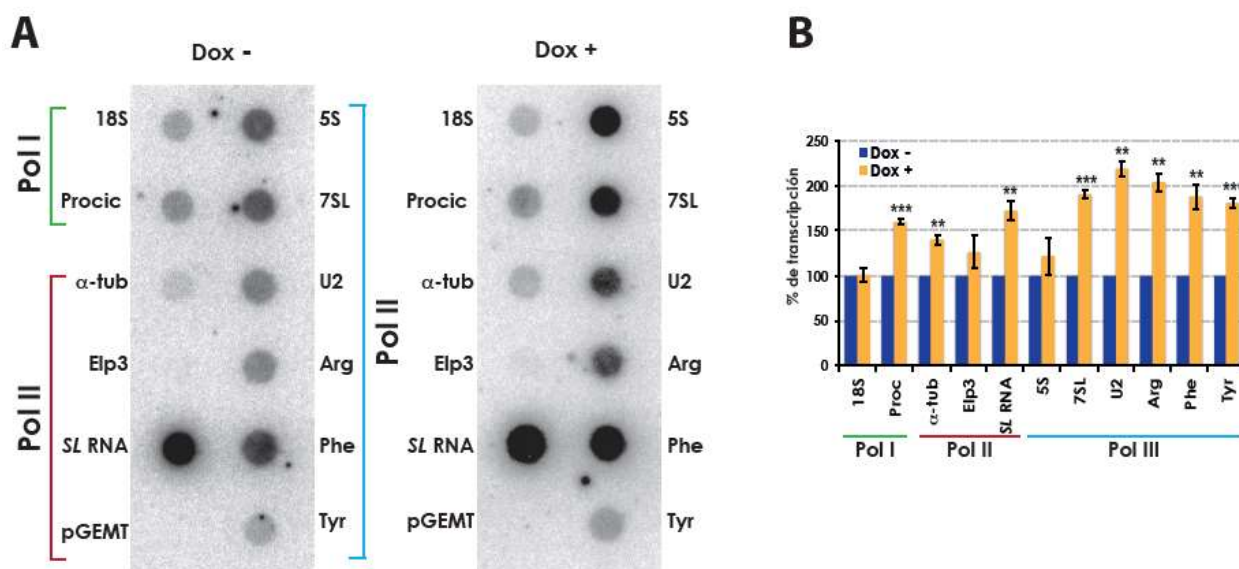 A
Dox -
Dox +
Pol I
Pol II
18S
Procic
α-tub
Elp3
SL RNA
pGEMT
5S
7SL
U2
Arg
Phe
Tyr
Pol II
18S
Procic
α-tub
Elp3
SL RNA
pGEMT
5S
7SL
U2
Arg
Phe
Tyr
B
% de transcripción
250
200
150
100
50
0
Dox -
Dox +
***
**
**
***
**
**
**
***
18S
Proc
α-tub
Elp3
SL RNA
5S
7SL
U2
Arg
Phe
Tyr
Pol I
Pol II
Pol III